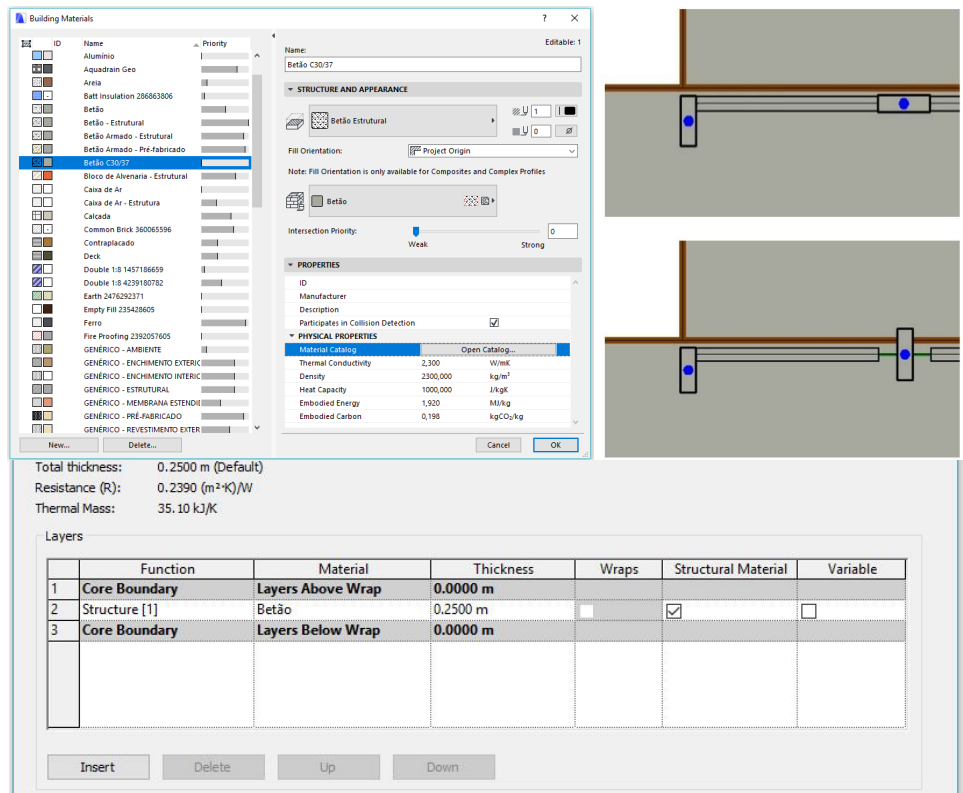 Building Materials
? ×
ID Name Priority
Alumínio
Aquadrain Geo
Areia
Batt Insulation 286863806
Betão
Betão - Estrutural
Betão Armado - Estrutural
Betão Armado - Pré-fabricado
Betão C30/37
Bloco de Alvenaria - Estrutural
Caixa de Ar
Caixa de Ar - Estrutura
Calçada
Common Brick 360065596
Contraplacado
Deck
Double 1:8 1457186659
Double 1:8 4239180782
Earth 2476292371
Empty Fill 235428605
Ferro
Fire Proofing 2392057605
GENÉRICO - AMBIENTE
GENÉRICO - ENCHIMENTO EXTERIC
GENÉRICO - ENCHIMENTO INTERIC
GENÉRICO - ESTRUTURAL
GENÉRICO - MEMBRANA ESTENDIE
GENÉRICO - PRÉ-FABRICADO
GENÉRICO - REVESTIMENTO EXTER
New... Delete...
Editable: 1
Name:
Betão C30/37
STRUCTURE AND APPEARANCE
Betão Estrutural
1
0
Fill Orientation: Project Origin
Note: Fill Orientation is only available for Composites and Complex Profiles
Betão
Intersection Priority: 0
Weak Strong
PROPERTIES
ID
Manufacturer
Description
Participates in Collision Detection
PHYSICAL PROPERTIES
Material Catalog Open Catalog...
Thermal Conductivity 2,300 W/mK
Density 2300,000 kg/m³
Heat Capacity 1000,000 J/kgK
Embodied Energy 1,920 MJ/kg
Embodied Carbon 0,198 kgCO₂/kg
Cancel OK
Total thickness: 0.2500 m (Default)
Resistance (R): 0.2390 (m²·K)/W
Thermal Mass: 35.10 kJ/K
Layers
Function Material Thickness Wraps Structural Material Variable
1 Core Boundary Layers Above Wrap 0.0000 m
2 Structure [1] Betão 0.2500 m
3 Core Boundary Layers Below Wrap 0.0000 m
Insert Delete Up Down